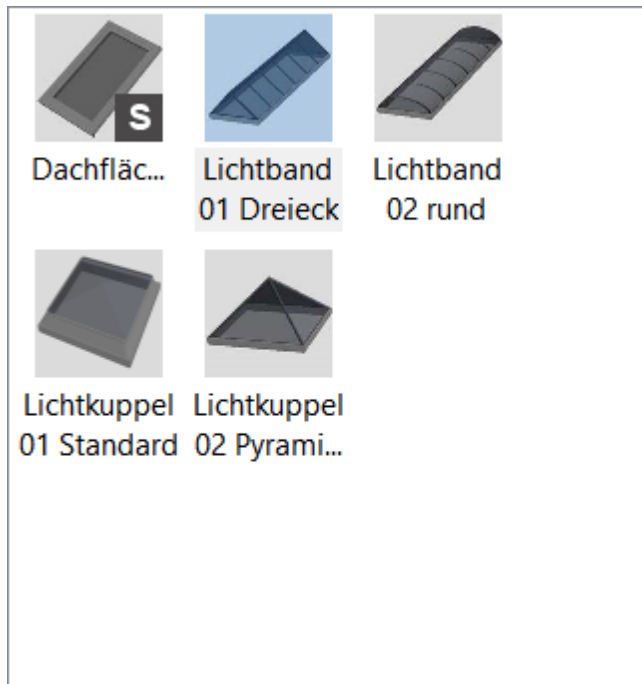 S
Dachfläc...
Lichtband
01 Dreieck
Lichtband
02 rund
Lichtkuppel
01 Standard
Lichtkuppel
02 Pyrami...